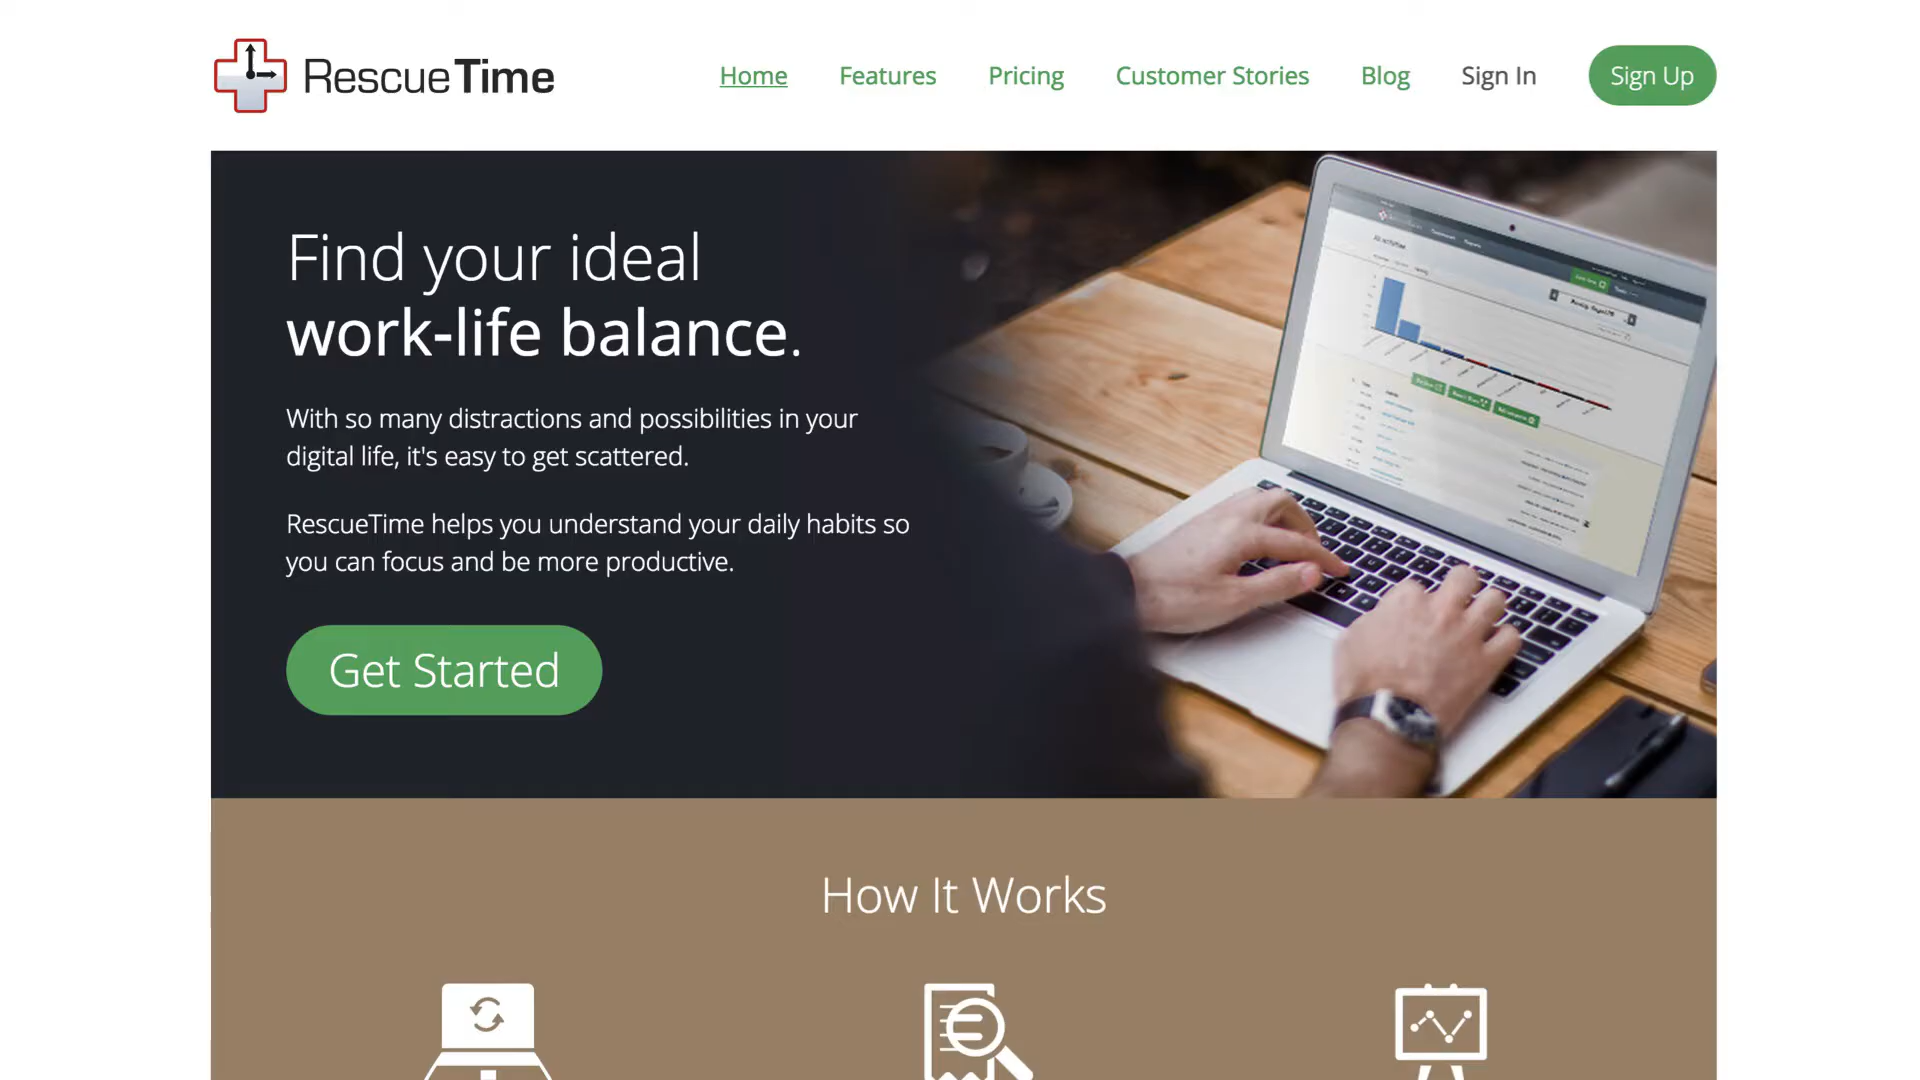 RescueTime
Home
Features
Pricing
Customer Stories
Blog
Sign In
Sign Up
Find your ideal
work-life balance.
With so many distractions and possibilities in your
digital life, it's easy to get scattered.
RescueTime helps you understand your daily habits so
you can focus and be more productive.
Get Started
How It Works